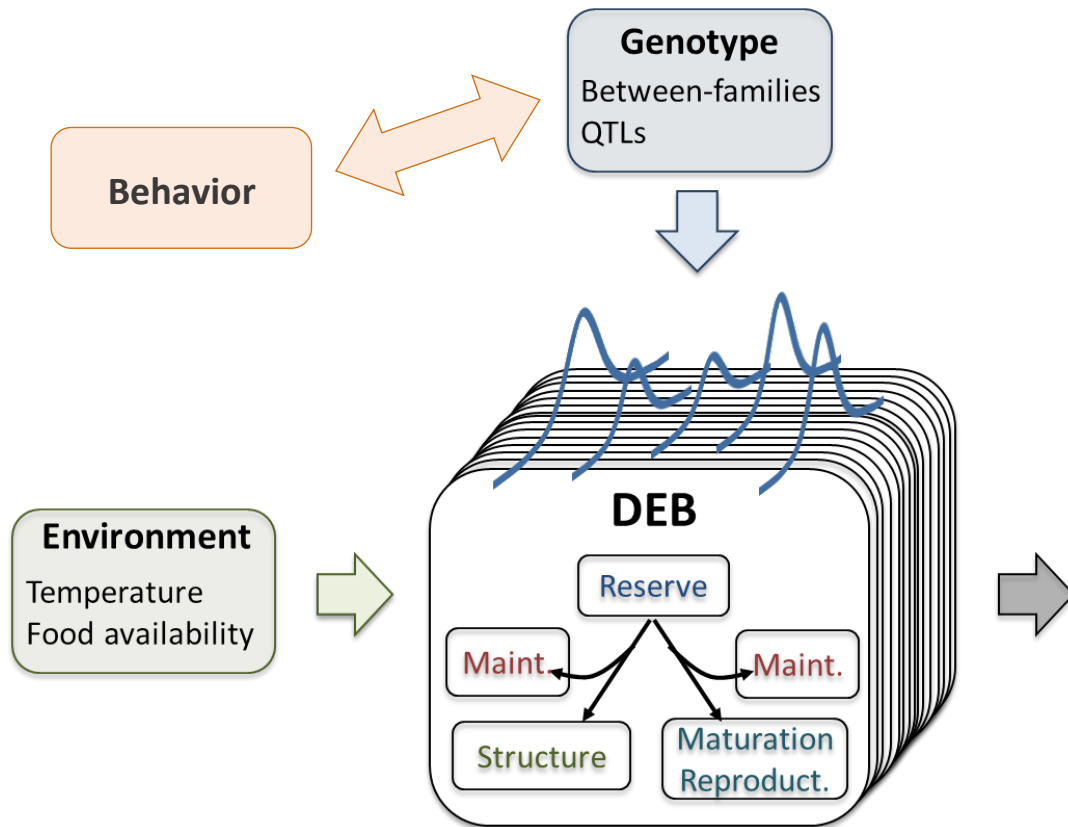 Genotype
Between-families
QTLs
Behavior
DEB
Environment
Temperature
Food availability
Reserve
Maint.
Maint.
Structure
Maturation
Reproduct.